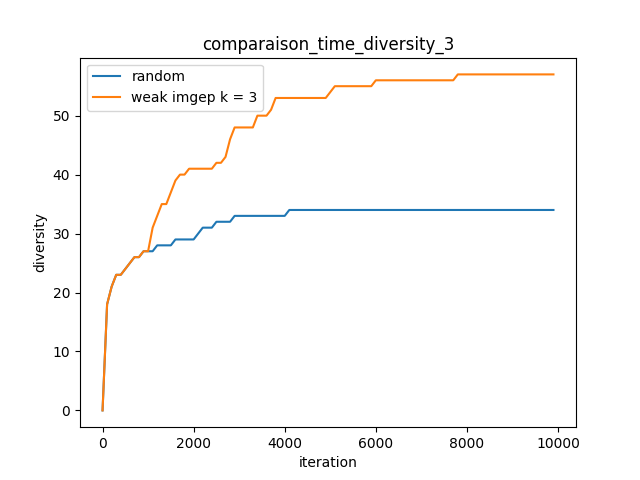 comparaison_time_diversity_3
random
weak imgep k = 3
diversity
50
40
30
20
10
0
0 2000 4000 6000 8000 10000
iteration